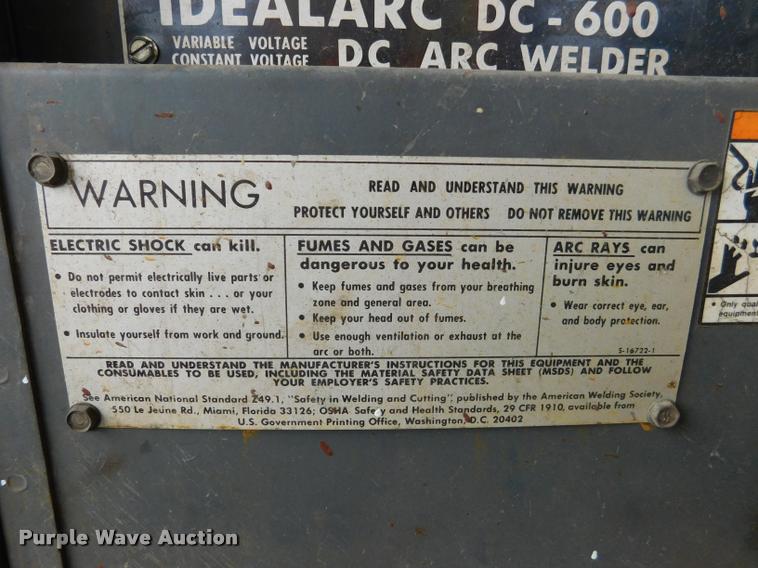 IDEALARC DC-600
VARIABLE VOLTAGE
CONSTANT VOLTAGE
DC ARC WELDER
WARNING
READ AND UNDERSTAND THIS WARNING
PROTECT YOURSELF AND OTHERS DO NOT REMOVE THIS WARNING
ELECTRIC SHOCK can kill.
• Do not permit electrically live parts or
electrodes to contact skin . . . or your
clothing or gloves if they are wet.
• Insulate yourself from work and ground.
FUMES AND GASES can be
dangerous to your health.
• Keep fumes and gases from your breathing
zone and general area.
• Keep your head out of fumes.
• Use enough ventilation or exhaust at the
arc or both.
ARC RAYS can
injure eyes and
burn skin.
• Wear correct eye, ear,
and body protection.
S-16722-1
READ AND UNDERSTAND THE MANUFACTURER'S INSTRUCTIONS FOR THIS EQUIPMENT AND THE
CONSUMABLES TO BE USED, INCLUDING THE MATERIAL SAFETY DATA SHEET (MSDS) AND FOLLOW
YOUR EMPLOYER'S SAFETY PRACTICES.
See American National Standard Z49.1, "Safety in Welding and Cutting", published by the American Welding Society,
550 Le Jeune Rd., Miami, Florida 33126; OSHA Safety and Health Standards, 29 CFR 1910, available from
U.S. Government Printing Office, Washington, D.C. 20402
• Only
equipment
Purple Wave Auction